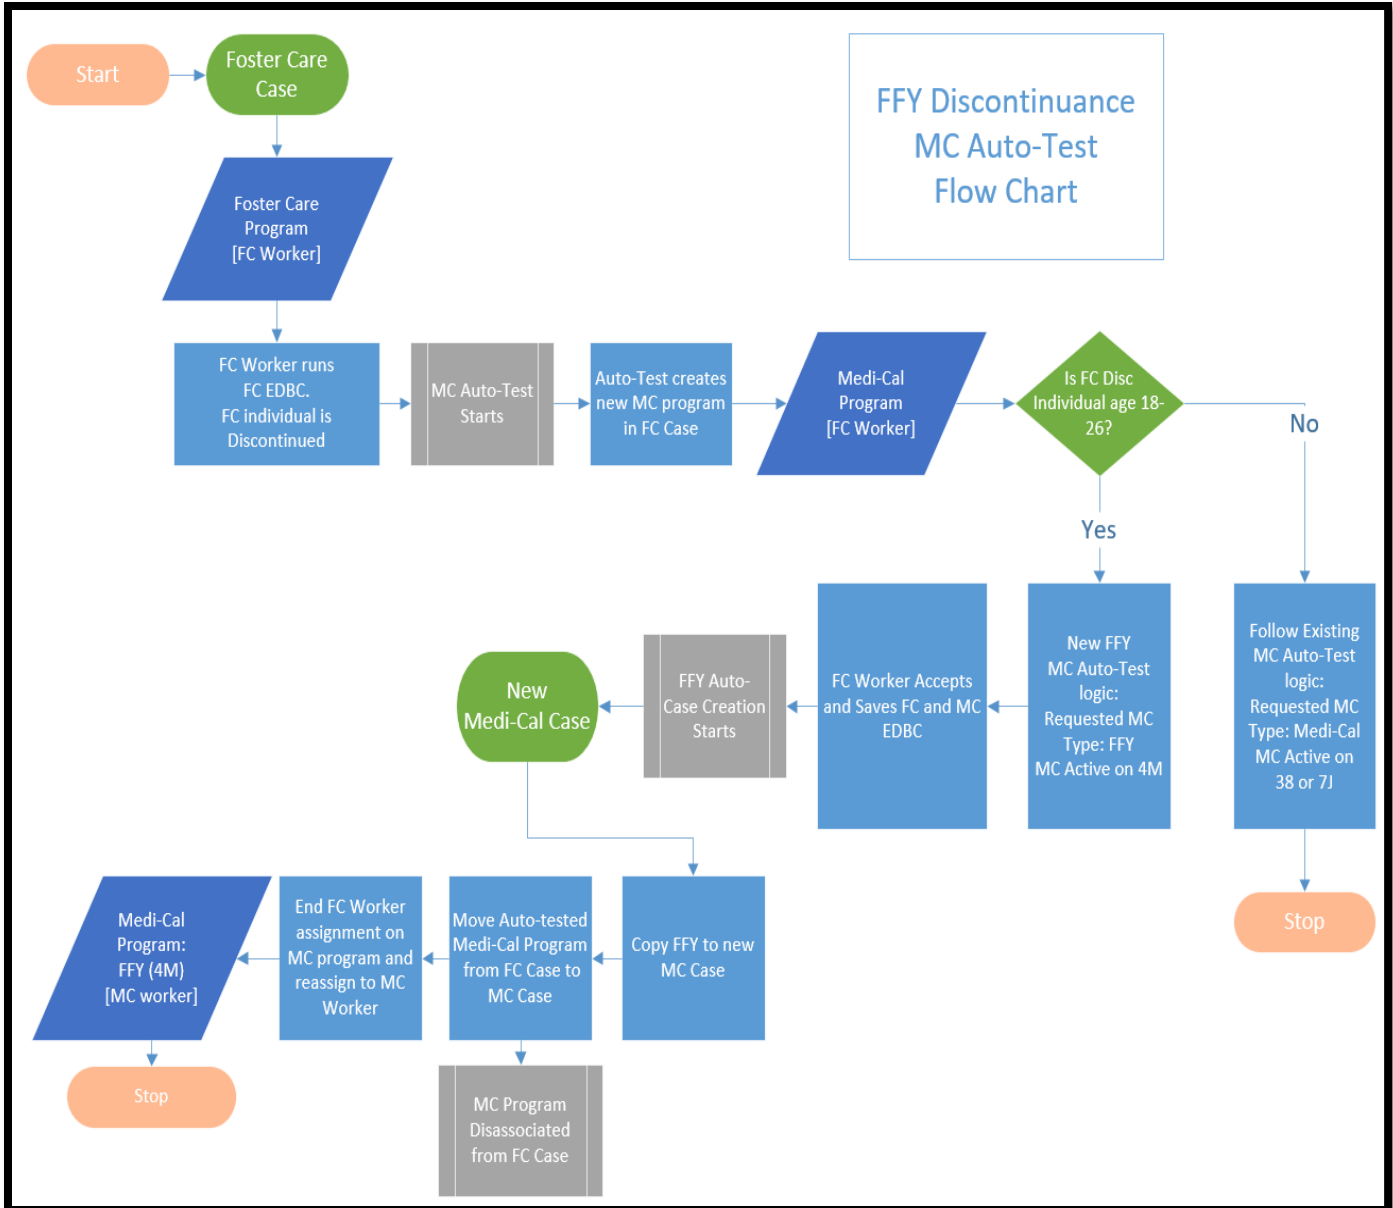 Start
Foster Care
Case
FFY Discontinuance
MC Auto-Test
Flow Chart
Foster Care
Program
[FC Worker]
FC Worker runs
FC EDBC.
FC individual is
Discontinued
MC Auto-Test
Starts
Auto-Test creates
new MC program
in FC Case
Medi-Cal
Program
[FC Worker]
Is FC Disc
Individual age 18-
26?
No
Yes
Follow Existing
MC Auto-Test
logic:
Requested MC
Type: Medi-Cal
MC Active on
38 or 7J
Stop
New FFY
MC Auto-Test
logic:
Requested MC
Type: FFY
MC Active on 4M
FC Worker Accepts
and Saves FC and MC
EDBC
FFY Auto-
Case Creation
Starts
New
Medi-Cal Case
Copy FFY to new
MC Case
Move Auto-tested
Medi-Cal Program
from FC Case to
MC Case
MC Program
Disassociated
from FC Case
End FC Worker
assignment on
MC program and
reassign to MC
Worker
Medi-Cal
Program:
FFY (4M)
[MC worker]
Stop